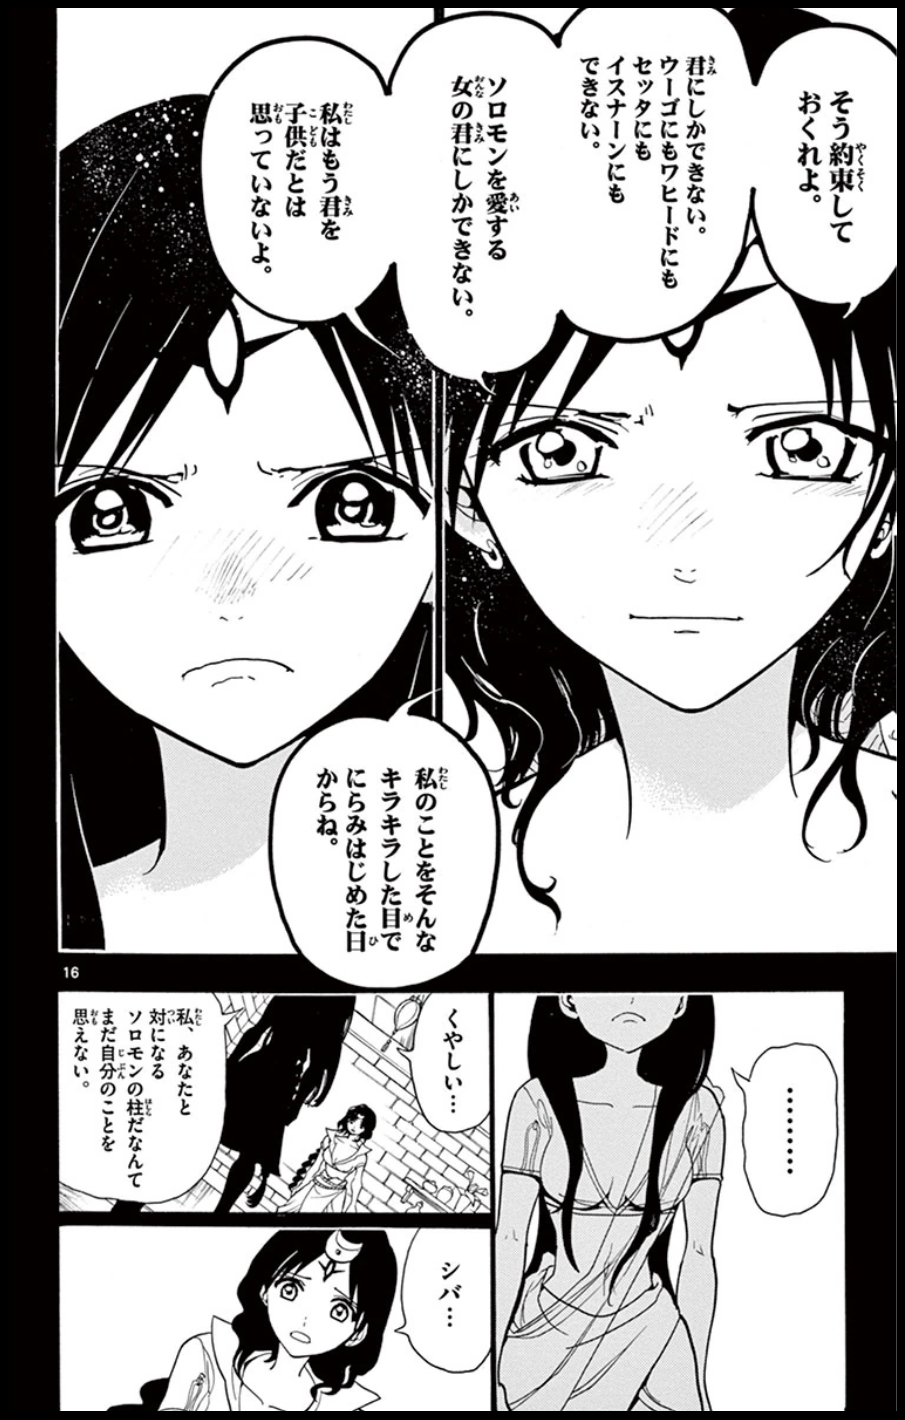 そう約束して
おくれよ。
君にしかできない。
ウーゴにもワヒードにも
セッタにも
イスナーンにも
できない。
ソロモンを愛する
女の君にしかできない。
私はもう君を
子供だとは
思っていないよ。
私のことをそんな
キラキラした目で
にらみはじめた日
からね。
16
………
くやしい…
私、あなたと
対になる
ソロモンの柱だなんて
まだ自分のことを
思えない。
シバ…